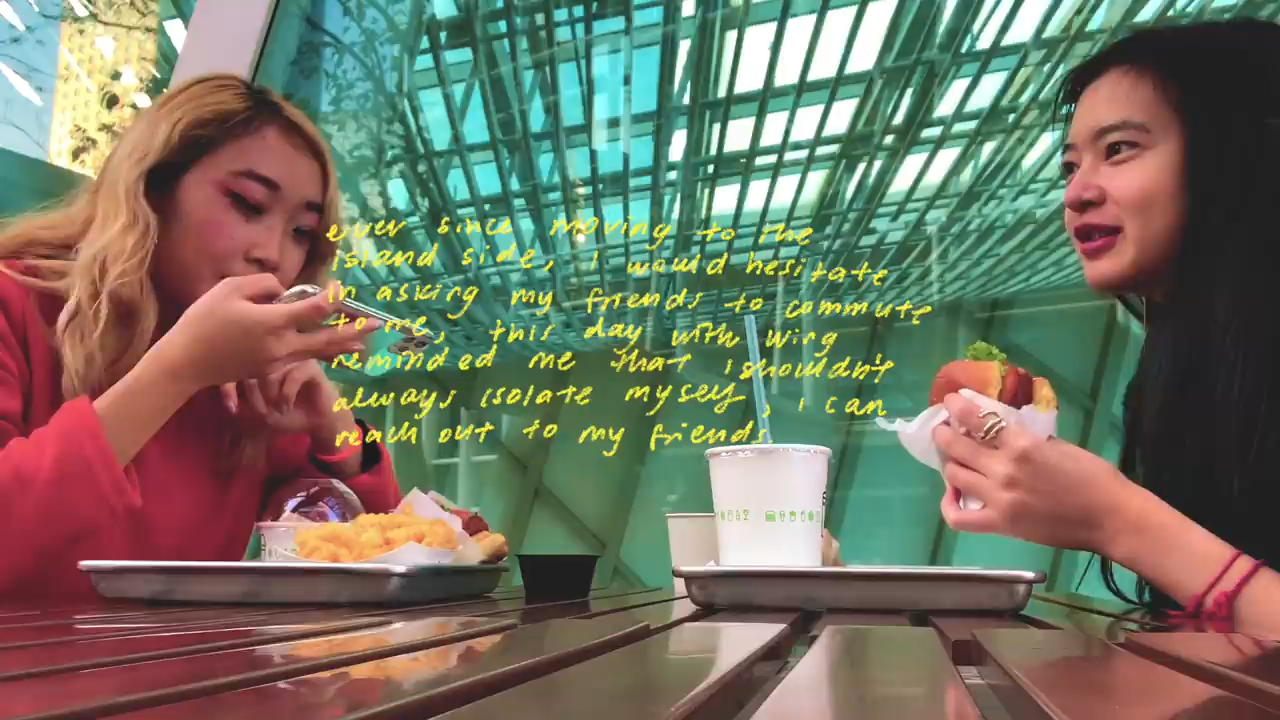 ever since moving to the
island side, i would hesitate
in asking my friends to commute
to me, this day with wing
reminded me that i shouldn't
always isolate myself, i can
reach out to my friends